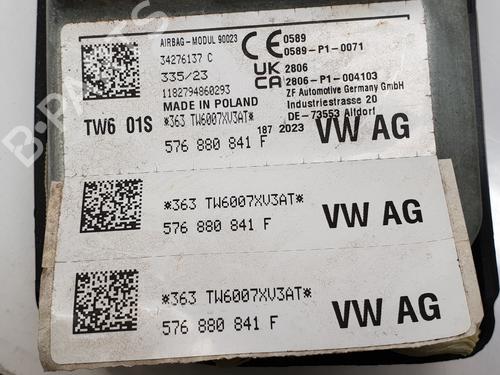 AIRBAG-MODUL 90023
34276137 C
335/23
1182794860293
MADE IN POLAND
TW6 01S
*363 TW6007XV3AT*
576 880 841 F
CE 0589
0589-P1-0071
UK CA 2806
2806-P1-004103
ZF Automotive Germany GmbH
Industriestrasse 20
DE-73553 Alfdorf
187 2023
VW AG
*363 TW6007XV3AT*
576 880 841 F
VW AG
*363 TW6007XV3AT*
576 880 841 F
VW AG
B-PARTS